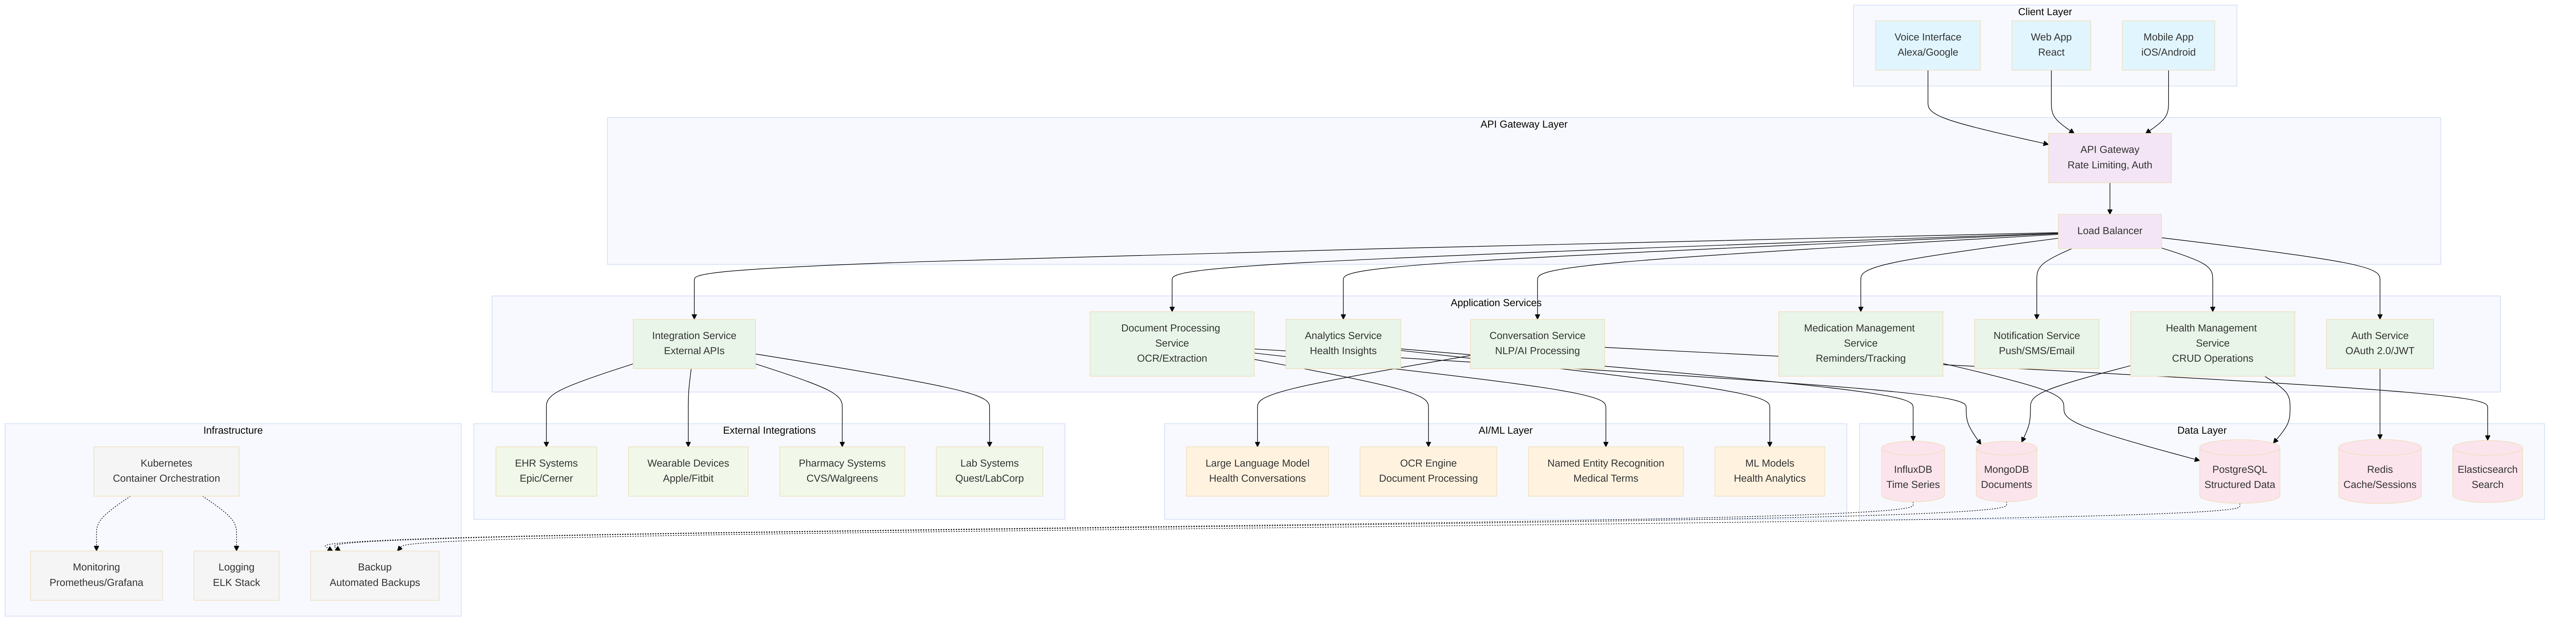 Client Layer
Voice Interface
Alexa/Google
Web App
React
Mobile App
iOS/Android
API Gateway Layer
API Gateway
Rate Limiting, Auth
Load Balancer
Application Services
Integration Service
External APIs
Document Processing
Service
OCR/Extraction
Analytics Service
Health Insights
Conversation Service
NLP/AI Processing
Medication Management
Service
Reminders/Tracking
Notification Service
Push/SMS/Email
Health Management
Service
CRUD Operations
Auth Service
OAuth 2.0/JWT
Infrastructure
Kubernetes
Container Orchestration
Monitoring
Prometheus/Grafana
Logging
ELK Stack
Backup
Automated Backups
External Integrations
EHR Systems
Epic/Cerner
Wearable Devices
Apple/Fitbit
Pharmacy Systems
CVS/Walgreens
Lab Systems
Quest/LabCorp
AI/ML Layer
Large Language Model
Health Conversations
OCR Engine
Document Processing
Named Entity Recognition
Medical Terms
ML Models
Health Analytics
Data Layer
InfluxDB
Time Series
MongoDB
Documents
PostgreSQL
Structured Data
Redis
Cache/Sessions
Elasticsearch
Search